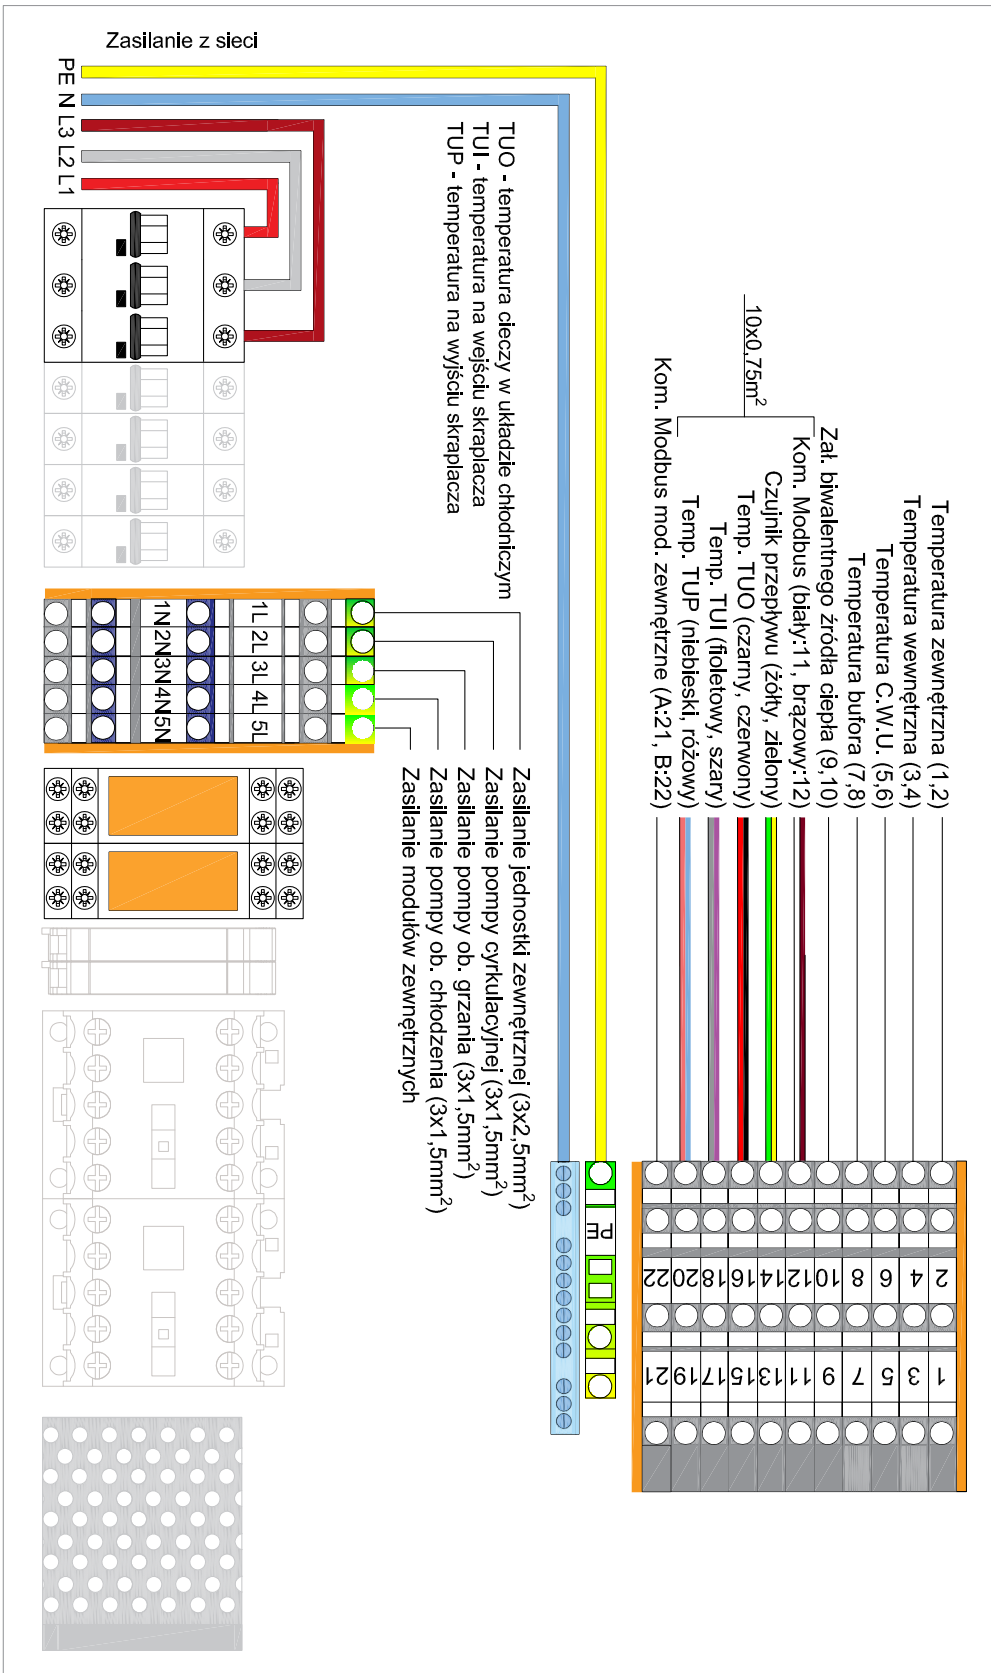 Zasilanie z sieci
PE
N
L3
L2
L1
TUO - temperatura cieczy w układzie chłodniczym
TUI - temperatura na wejściu skraplacza
TUP - temperatura na wyjściu skraplacza
10x0,75m²
Temperatura zewnętrzna (1,2)
Temperatura wewnętrzna (3,4)
Temperatura C.W.U. (5,6)
Temperatura bufora (7,8)
Zał. biwalentnego źródła ciepła (9,10)
Kom. Modbus (biały:11, brązowy:12)
Czujnik przepływu (żółty, zielony)
Temp. TUO (czarny, czerwony)
Temp. TUI (fioletowy, szary)
Temp. TUP (niebieski, różowy)
Kom. Modbus mod. zewnętrzne (A:21, B:22)
1N 1L
2N 2L
3N 3L
4N 4L
5N 5L
Zasilanie jednostki zewnętrznej (3x2,5mm²)
Zasilanie pompy cyrkulacyjnej (3x1,5mm²)
Zasilanie pompy ob. grzania (3x1,5mm²)
Zasilanie pompy ob. chłodzenia (3x1,5mm²)
Zasilanie modułów zewnętrznych
PE
22 20 18 16 14 12 10 8 6 4 2
21 19 17 15 13 11 9 7 5 3 1